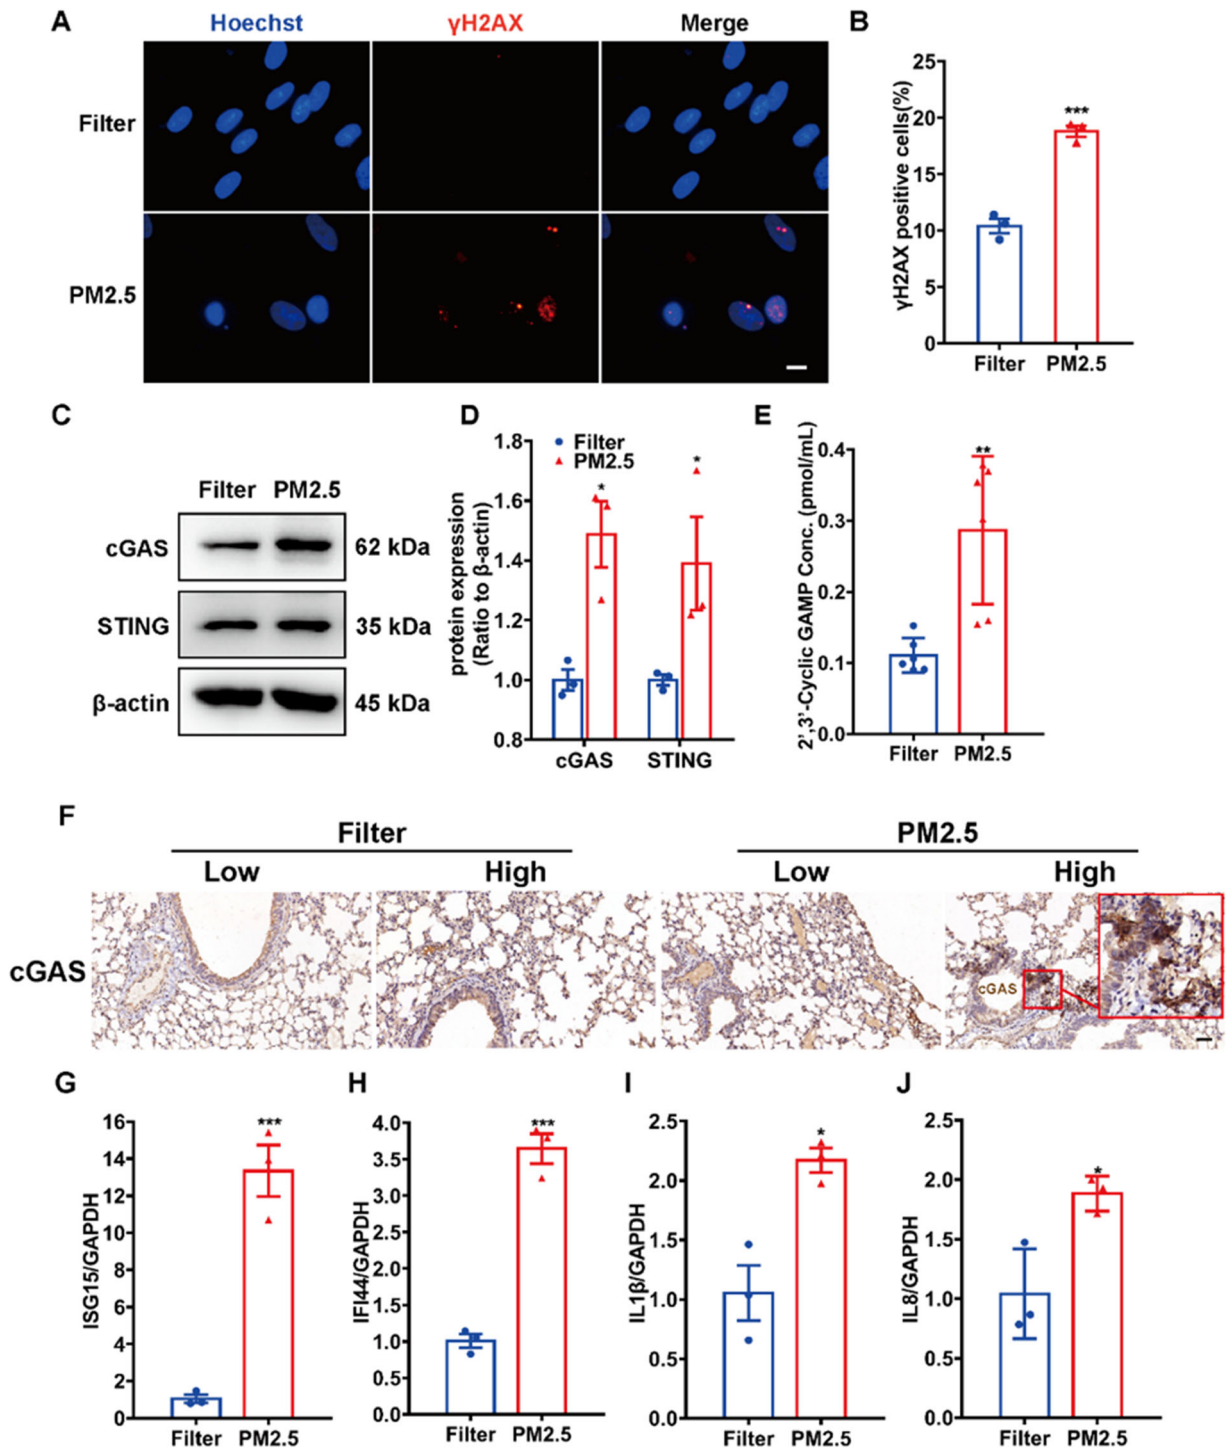 A
Hoechst
γH2AX
Merge
Filter
PM2.5
B
γH2AX positive cells(%)
25
20
15
10
5
0
***
Filter
PM2.5
C
Filter
PM2.5
cGAS
62 kDa
STING
35 kDa
β-actin
45 kDa
D
protein expression
(Ratio to β-actin)
1.8
1.6
1.4
1.2
1.0
0.8
Filter
PM2.5
*
*
cGAS
STING
E
2',3'-Cyclic GAMP Conc. (pmol/mL)
0.4
0.3
0.2
0.1
0.0
**
Filter
PM2.5
F
Filter
PM2.5
Low
High
Low
High
cGAS
cGAS
G
ISG15/GAPDH
16
14
12
10
8
6
4
2
0
***
Filter
PM2.5
H
IFI44/GAPDH
4.0
3.5
3.0
2.5
2.0
1.5
1.0
0.5
0.0
***
Filter
PM2.5
I
IL1β/GAPDH
2.5
2.0
1.5
1.0
0.5
0.0
*
Filter
PM2.5
J
IL8/GAPDH
2.5
2.0
1.5
1.0
0.5
0.0
*
Filter
PM2.5